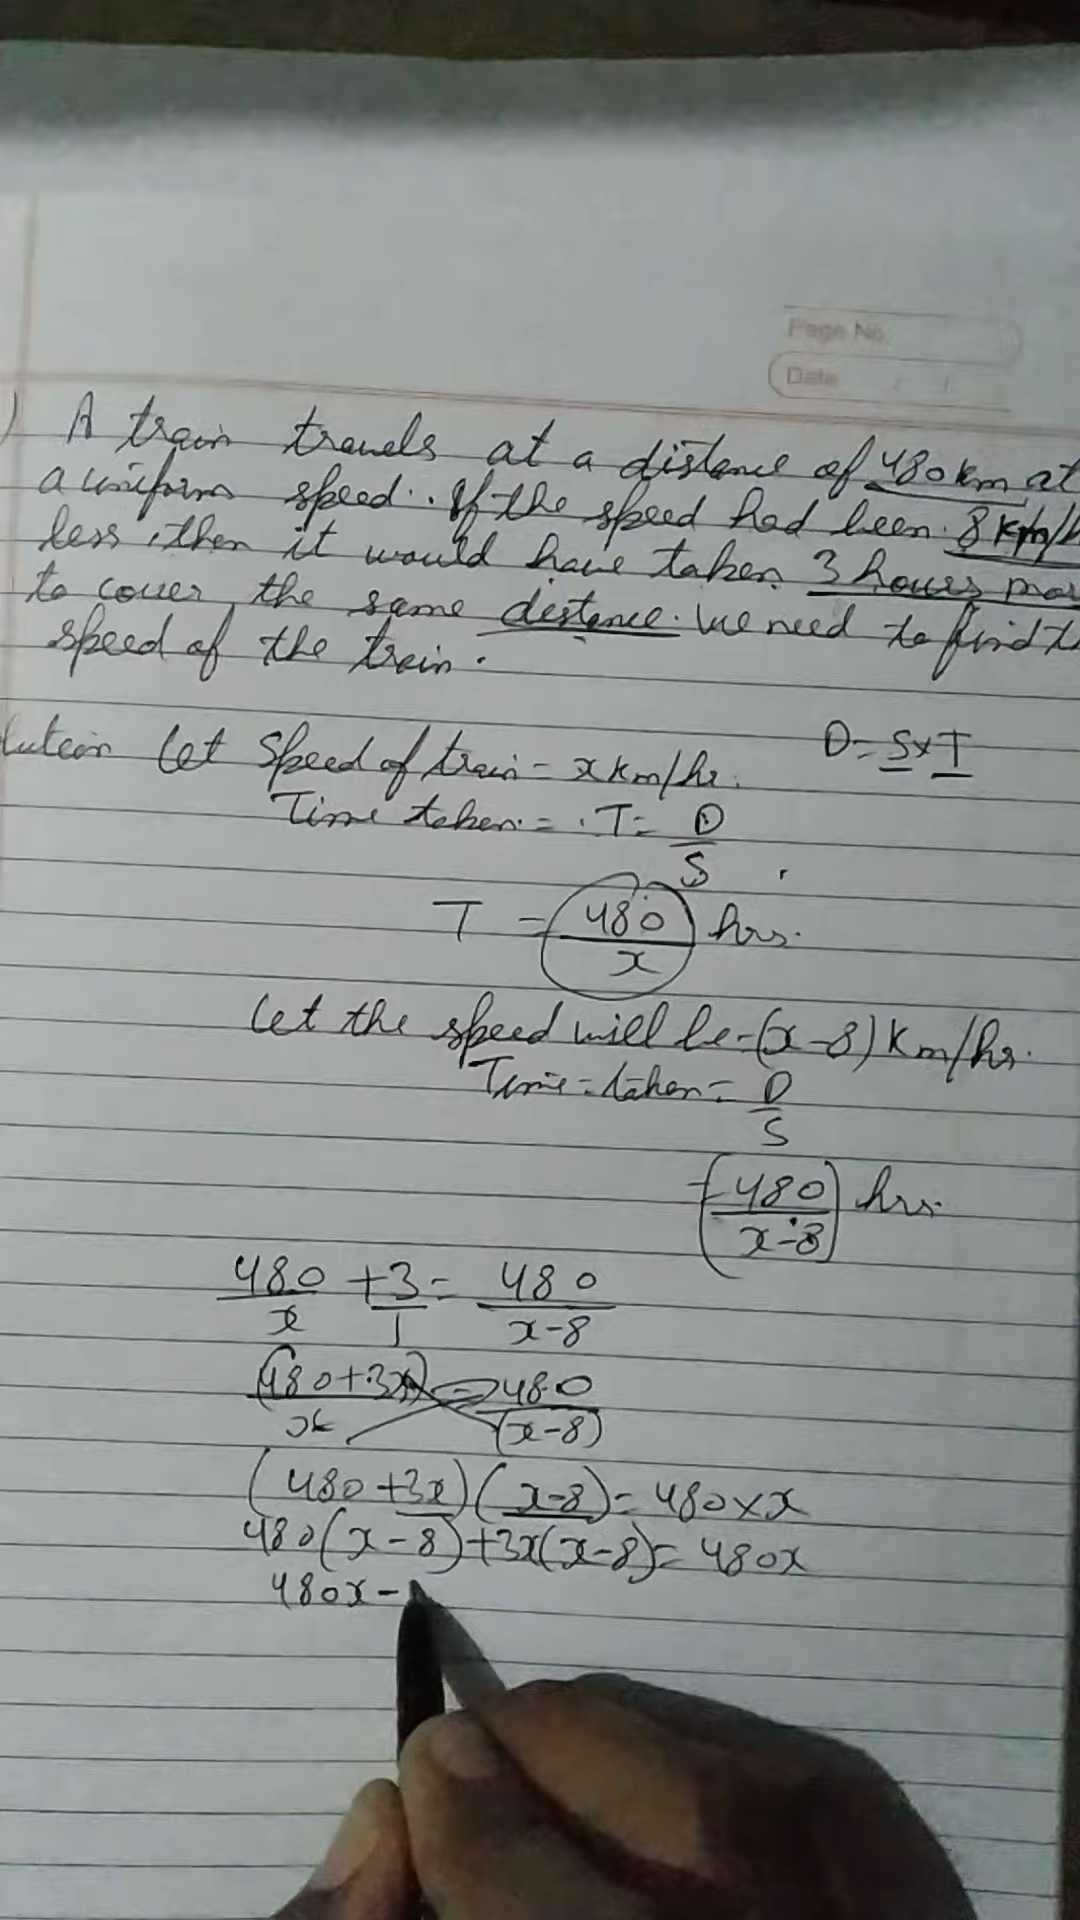 Page No.
Date / /
) A train travels at a distance of 480 km at
a uniform speed. If the speed had been 8 km/h
less, then it would have taken 3 hours mor
to cover the same distance. We need to find t
speed of the train.
lution Let Speed of train = x km/hr. D = S x T
Time taken = T = D/S
T = 480/x hrs.
Let the speed will be = (x-8) Km/hr.
Time taken = D/S
= 480/x-8 hrs.
480/x + 3/1 = 480/x-8
(480+3x)/x = 480/(x-8)
(480+3x)(x-8) = 480 x x
480(x-8)+3x(x-8) = 480x
480x -